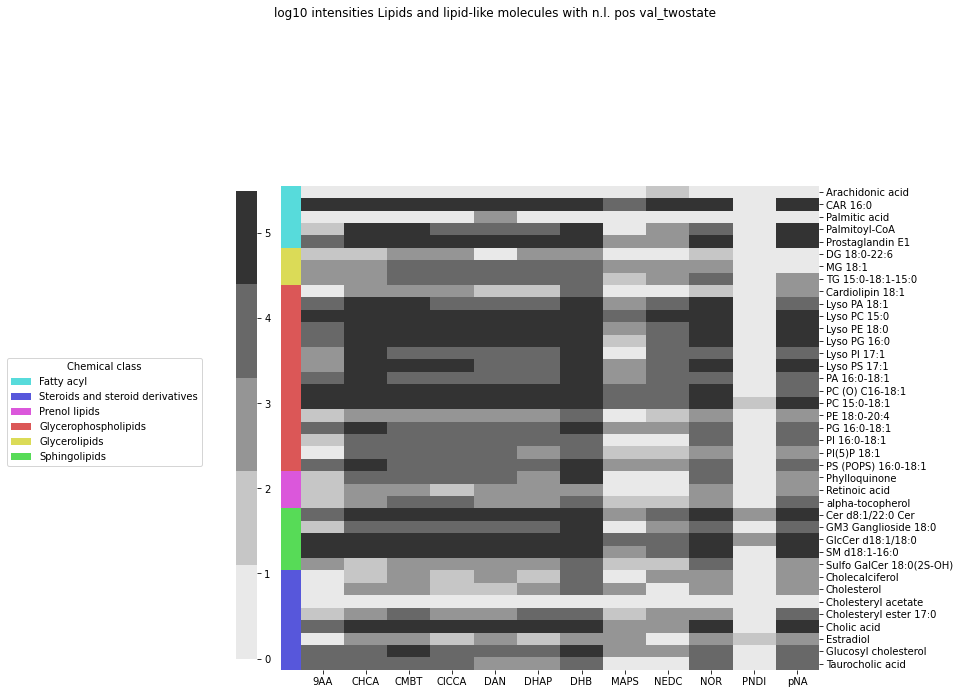 log10 intensities Lipids and lipid-like molecules with n.l. pos val_twostate
5
4
3
2
1
0
Chemical class
Fatty acyl
Steroids and steroid derivatives
Prenol lipids
Glycerophospholipids
Glycerolipids
Sphingolipids
Arachidonic acid
CAR 16:0
Palmitic acid
Palmitoyl-CoA
Prostaglandin E1
DG 18:0-22:6
MG 18:1
TG 15:0-18:1-15:0
Cardiolipin 18:1
Lyso PA 18:1
Lyso PC 15:0
Lyso PE 18:0
Lyso PG 16:0
Lyso PI 17:1
Lyso PS 17:1
PA 16:0-18:1
PC (O) C16-18:1
PC 15:0-18:1
PE 18:0-20:4
PG 16:0-18:1
PI 16:0-18:1
PI(5)P 18:1
PS (POPS) 16:0-18:1
Phylloquinone
Retinoic acid
alpha-tocopherol
Cer d8:1/22:0 Cer
GM3 Ganglioside 18:0
GlcCer d18:1/18:0
SM d18:1-16:0
Sulfo GalCer 18:0(2S-OH)
Cholecalciferol
Cholesterol
Cholesteryl acetate
Cholesteryl ester 17:0
Cholic acid
Estradiol
Glucosyl cholesterol
Taurocholic acid
9AA CHCA CMBT ClCCA DAN DHAP DHB MAPS NEDC NOR PNDI pNA